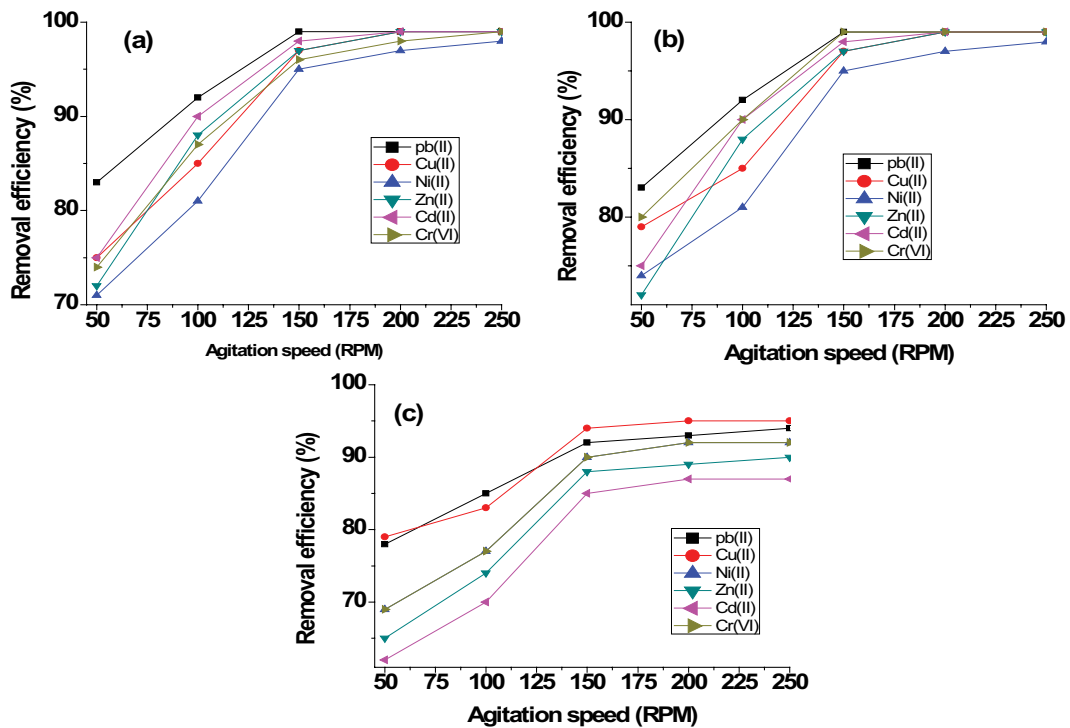 (a)
Removal efficiency (%)
100
90
80
70
50 75 100 125 150 175 200 225 250
Agitation speed (RPM)
pb(II)
Cu(II)
Ni(II)
Zn(II)
Cd(II)
Cr(VI)
(b)
Removal efficiency (%)
100
90
80
50 75 100 125 150 175 200 225 250
Agitation speed (RPM)
pb(II)
Cu(II)
Ni(II)
Zn(II)
Cd(II)
Cr(VI)
(c)
Removal efficiency (%)
100
90
80
70
50 75 100 125 150 175 200 225 250
Agitation speed (RPM)
pb(II)
Cu(II)
Ni(II)
Zn(II)
Cd(II)
Cr(VI)